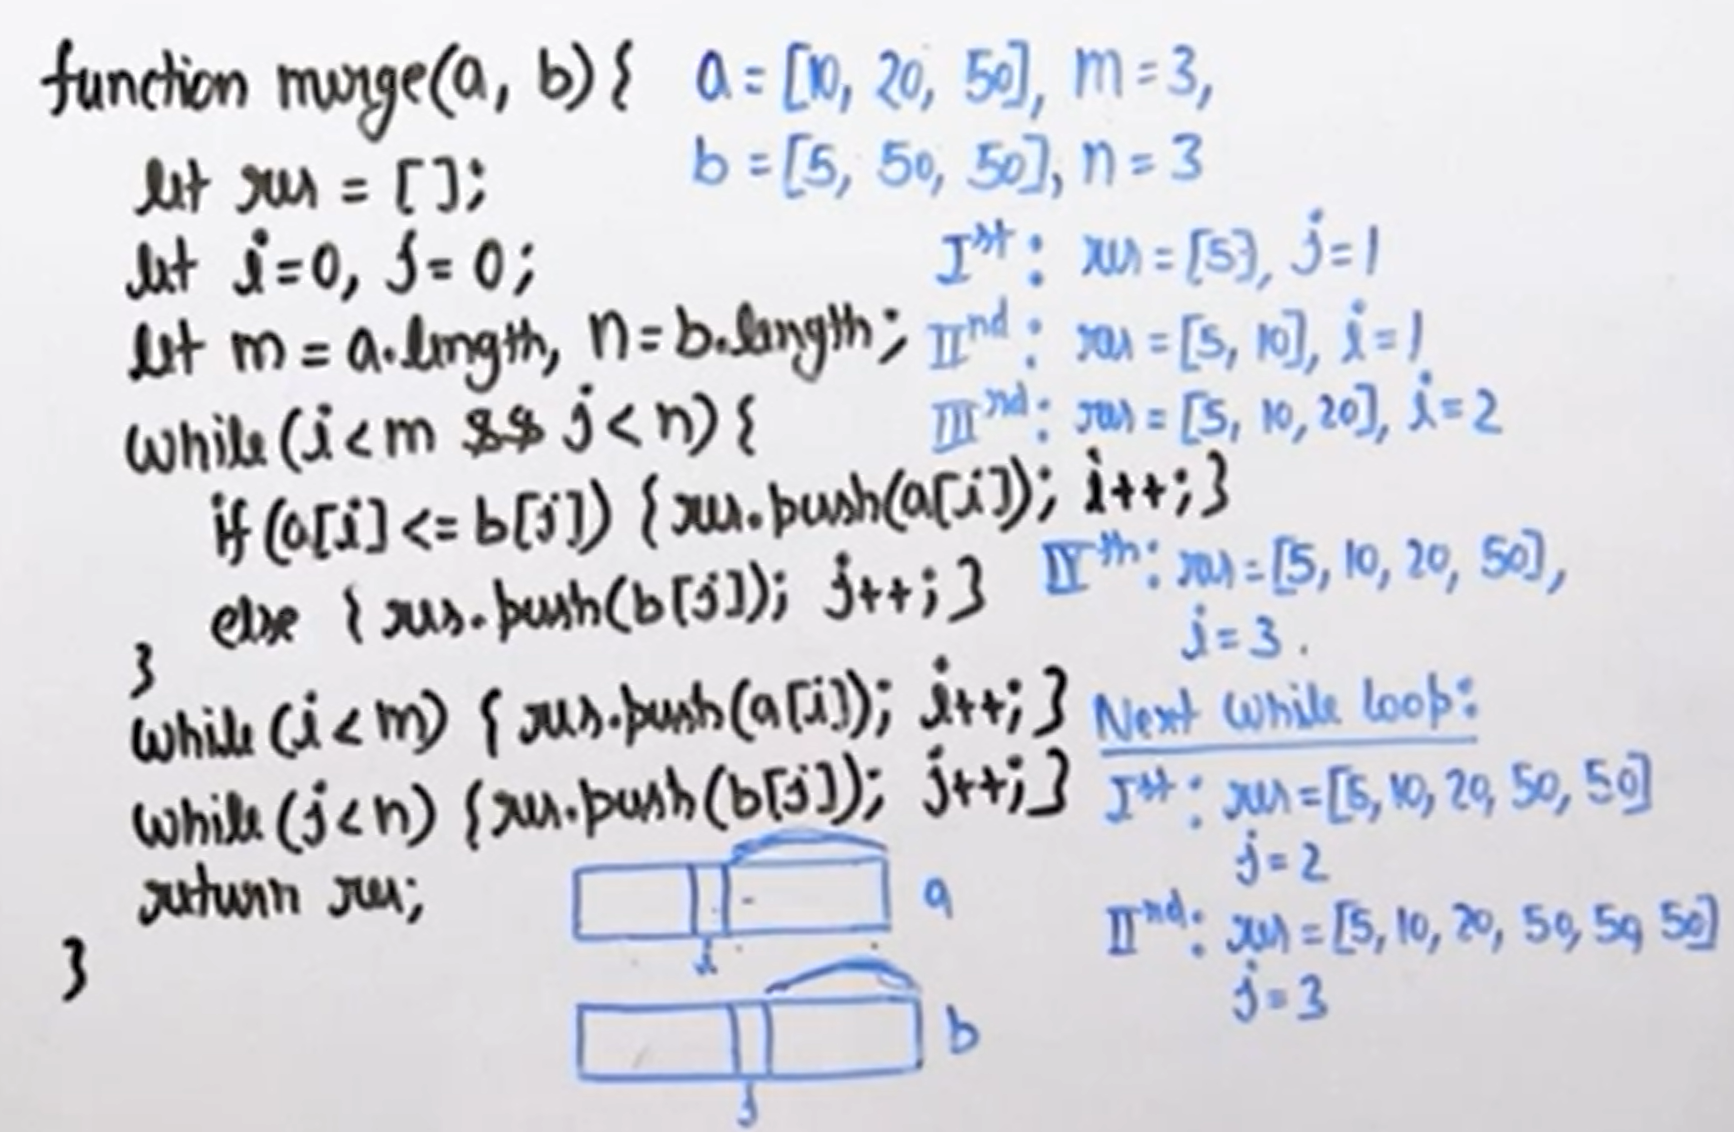 function merge(a, b) {
let res = [];
let i=0, j=0;
let m = a.length, n = b.length;
while (i<m && j<n) {
if (a[i] <= b[j]) {res.push(a[i]); i++;}
else {res.push(b[j]); j++;}
}
while (i<m) {res.push(a[i]); i++;}
while (j<n) {res.push(b[j]); j++;}
return res;
}
a = [10, 20, 50], m = 3,
b = [5, 50, 50], n = 3
Ist: res = [5], j=1
IInd: res = [5, 10], i=1
IIInd: res = [5, 10, 20], i=2
IVth: res = [5, 10, 20, 50],
i=3.
Next while loop:
Ist: res = [5, 10, 20, 50, 50]
j=2
IInd: res = [5, 10, 20, 50, 50, 50]
j=3
a
i
b
j